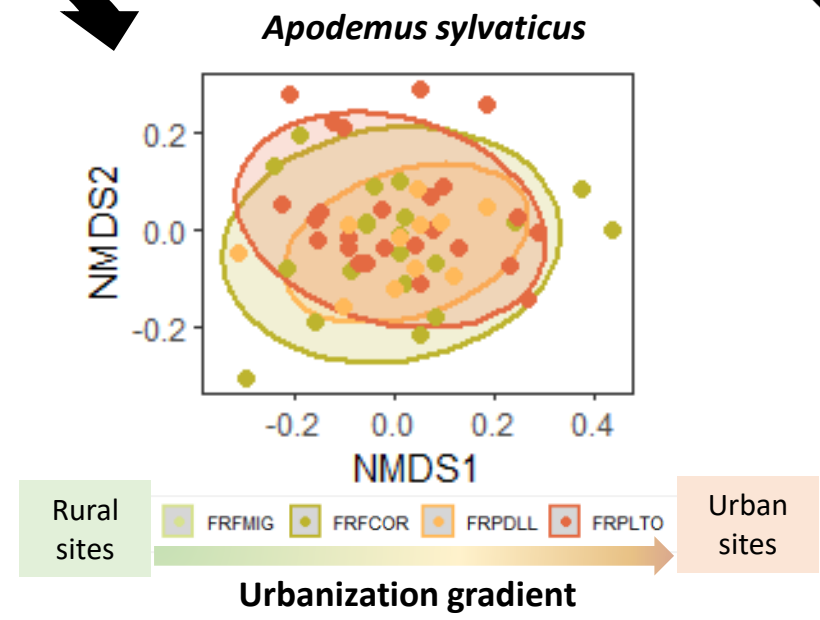 Apodemus sylvaticus
0.2
0.0
-0.2
NMDS2
-0.2 0.0 0.2 0.4
NMDS1
Rural
sites
FRFMIG FRFCOR FRPDLL FRPLTO
Urban
sites
Urbanization gradient